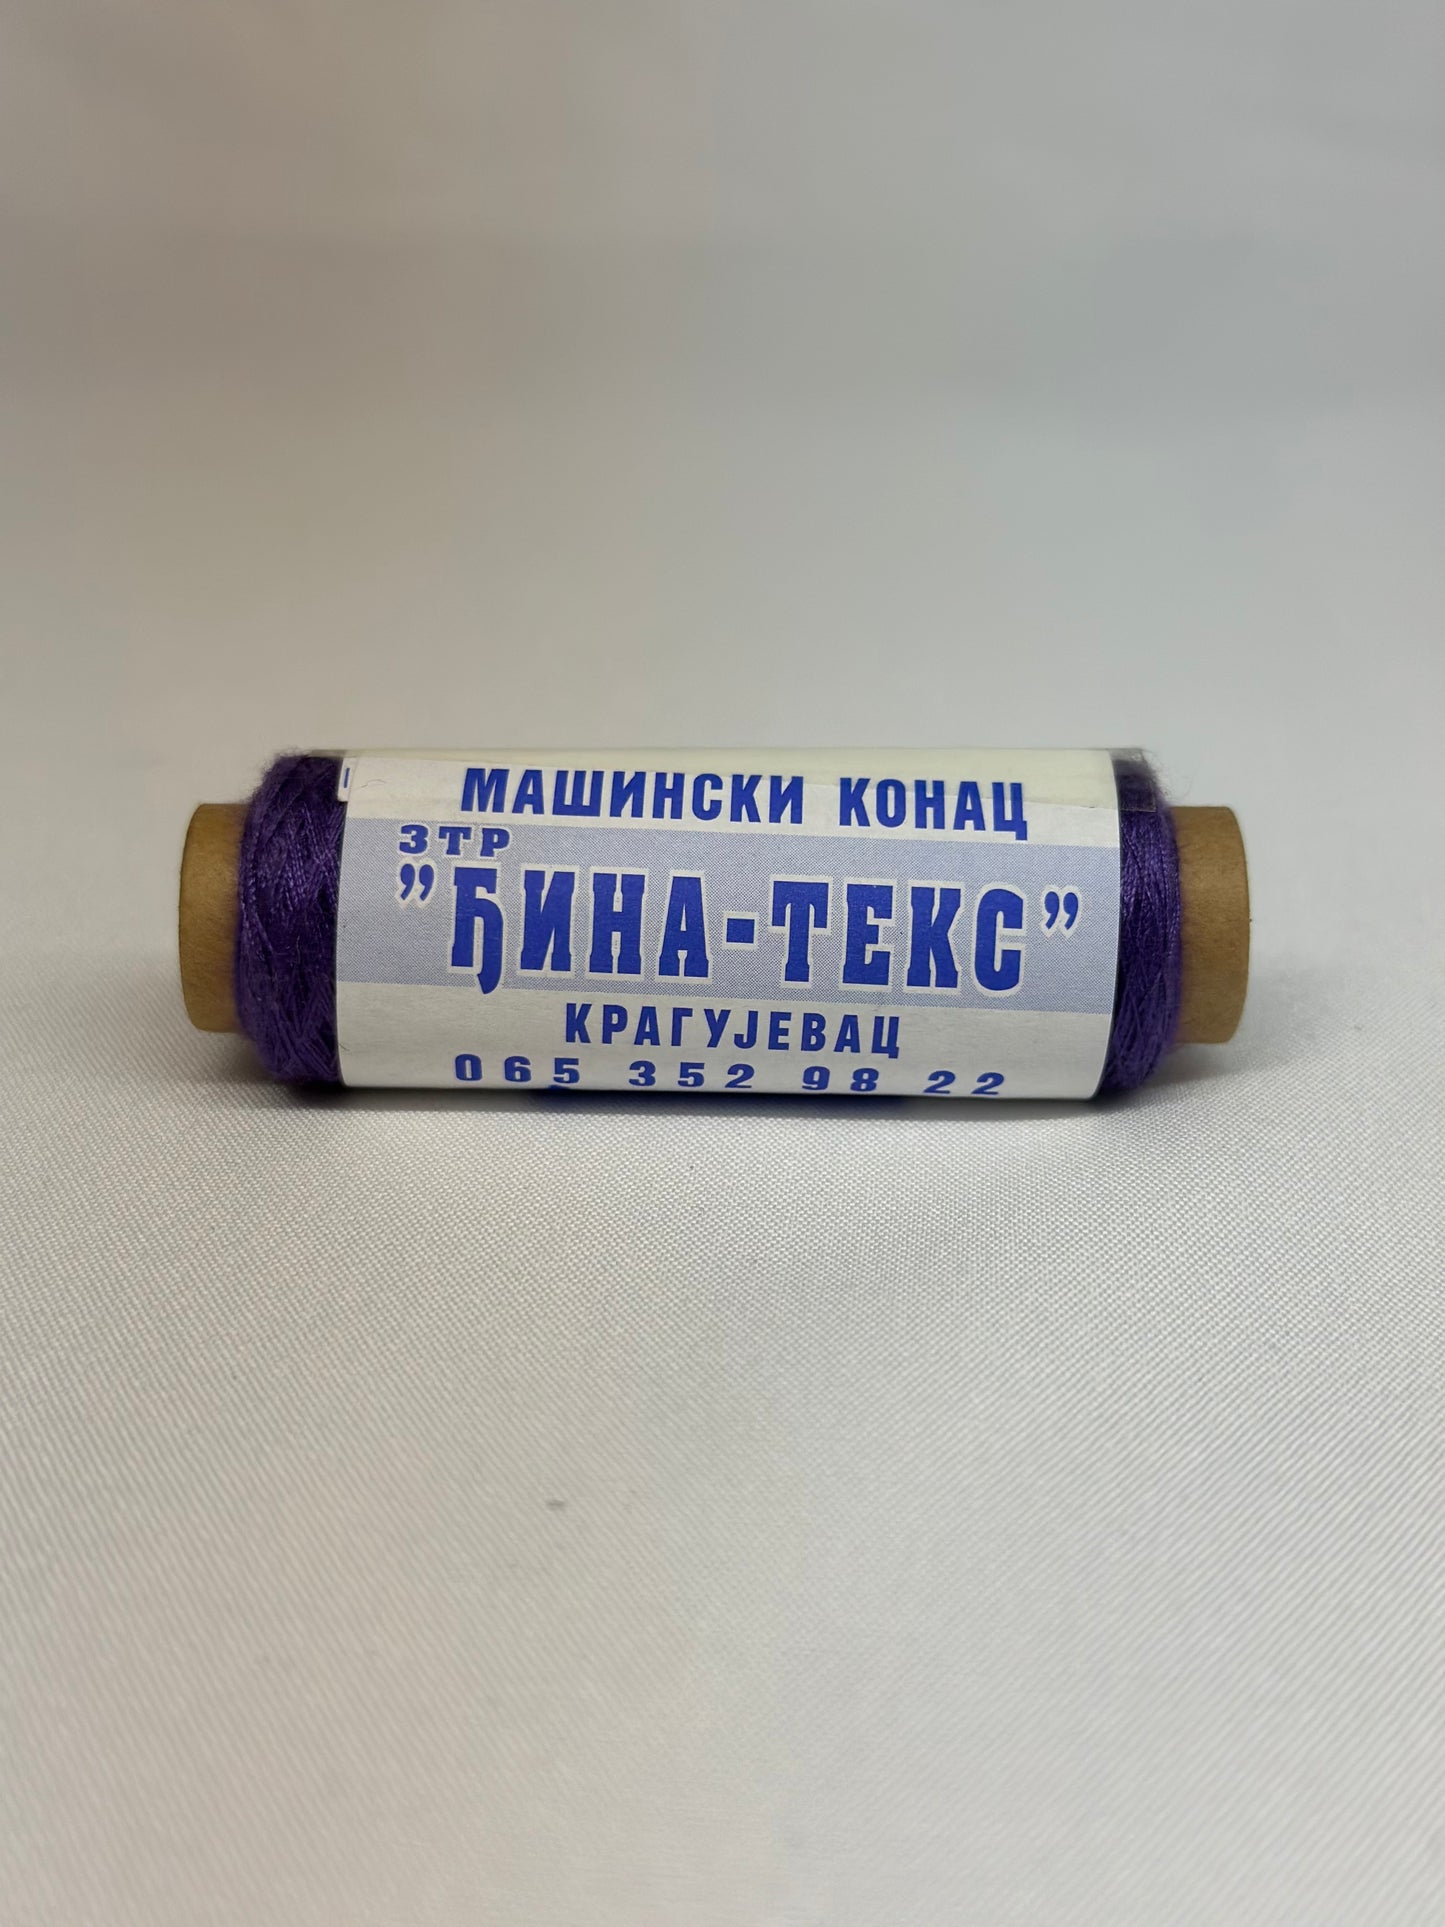 МАШИНСКИ КОНАЦ
ЗТР
"ЂИНА-ТЕКС"
КРАГУЈЕВАЦ
065 352 98 22